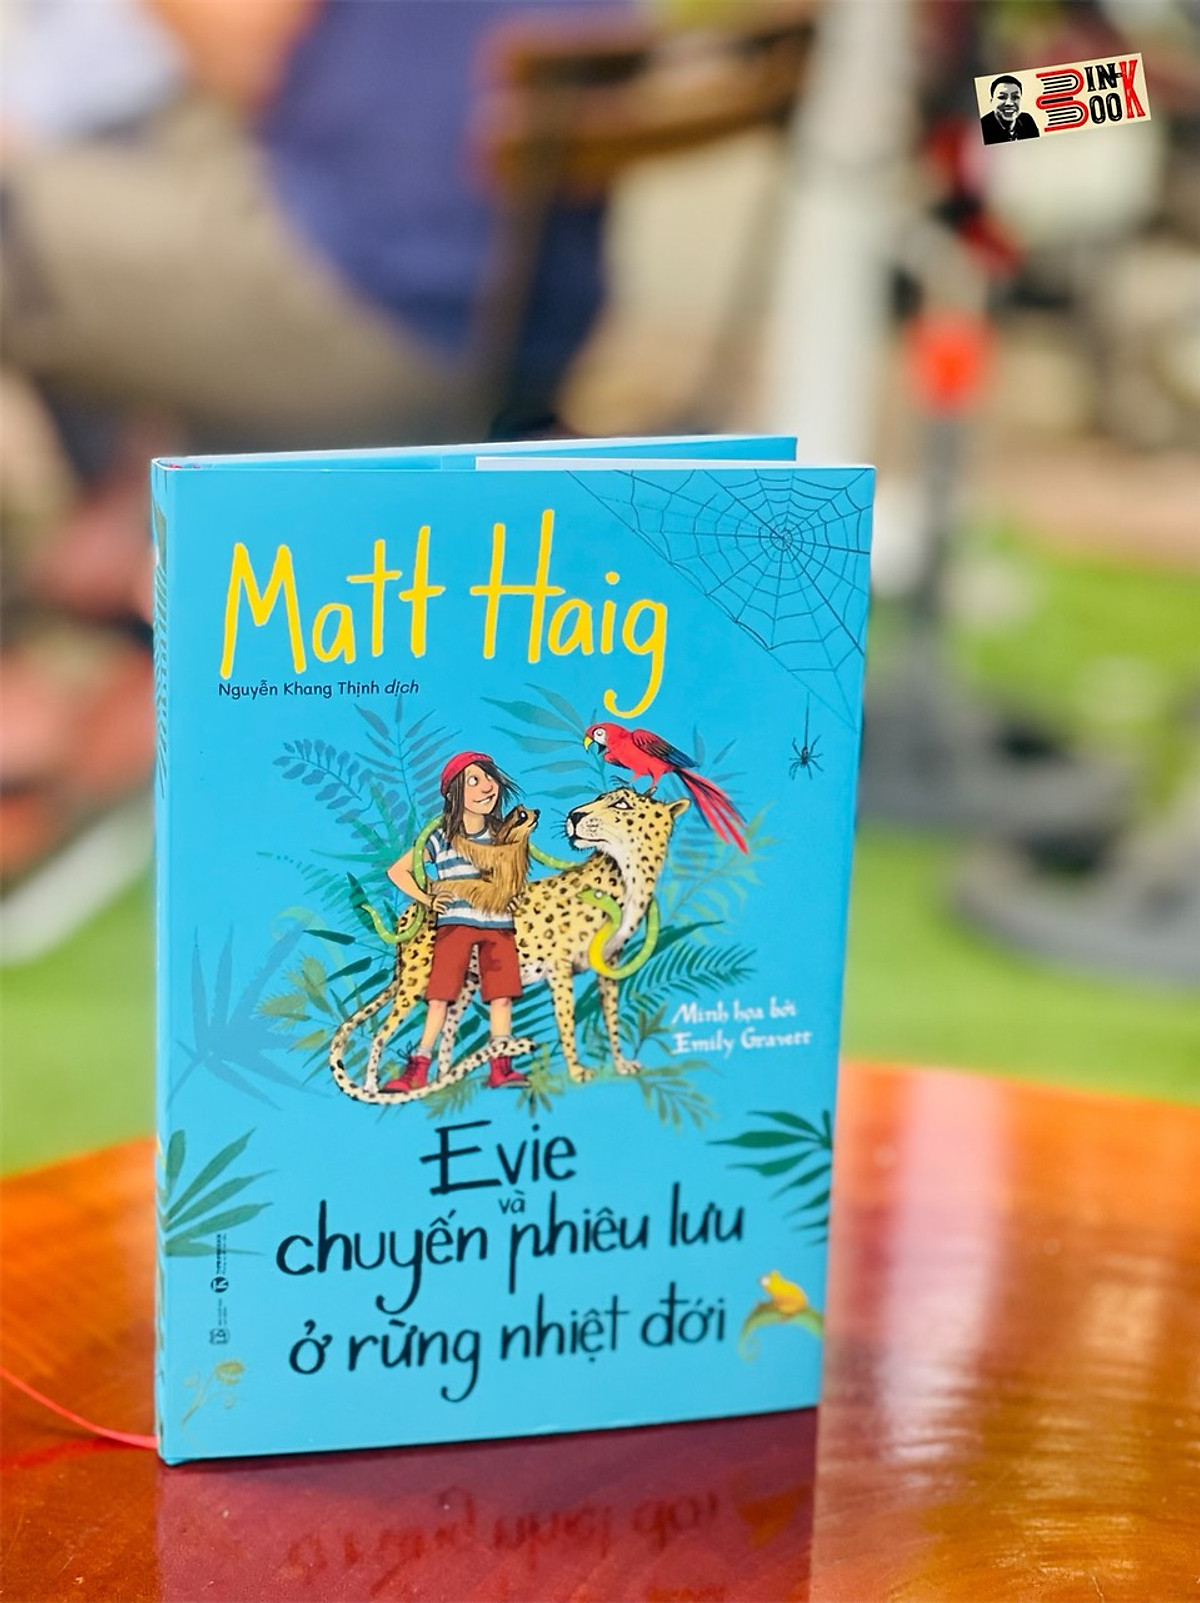 BIN-BOOK
Matt Haig
Nguyễn Khang Thịnh dịch
Minh họa bởi
Emily Gravett
Evie
và
chuyến phiêu lưu
ở rừng nhiệt đới